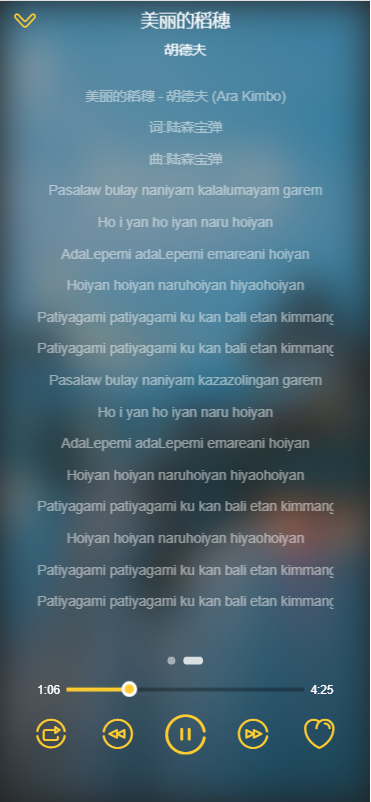 美丽的稻穗
胡德夫
美丽的稻穗 - 胡德夫 (Ara Kimbo)
词:陆森宝弹
曲:陆森宝弹
Pasalaw bulay naniyam kalalumayam garem
Ho i yan ho iyan naru hoiyan
AdaLepemi adaLepemi emareani hoiyan
Hoiyan hoiyan naruhoiyan hiyaohoiyan
Patiyagami patiyagami ku kan bali etan kimmang
Patiyagami patiyagami ku kan bali etan kimmang
Pasalaw bulay naniyam kazazolingan garem
Ho i yan ho iyan naru hoiyan
AdaLepemi adaLepemi emareani hoiyan
Hoiyan hoiyan naruhoiyan hiyaohoiyan
Patiyagami patiyagami ku kan bali etan kimmang
Hoiyan hoiyan naruhoiyan hiyaohoiyan
Patiyagami patiyagami ku kan bali etan kimmang
Patiyagami patiyagami ku kan bali etan kimmang
1:06 4:25